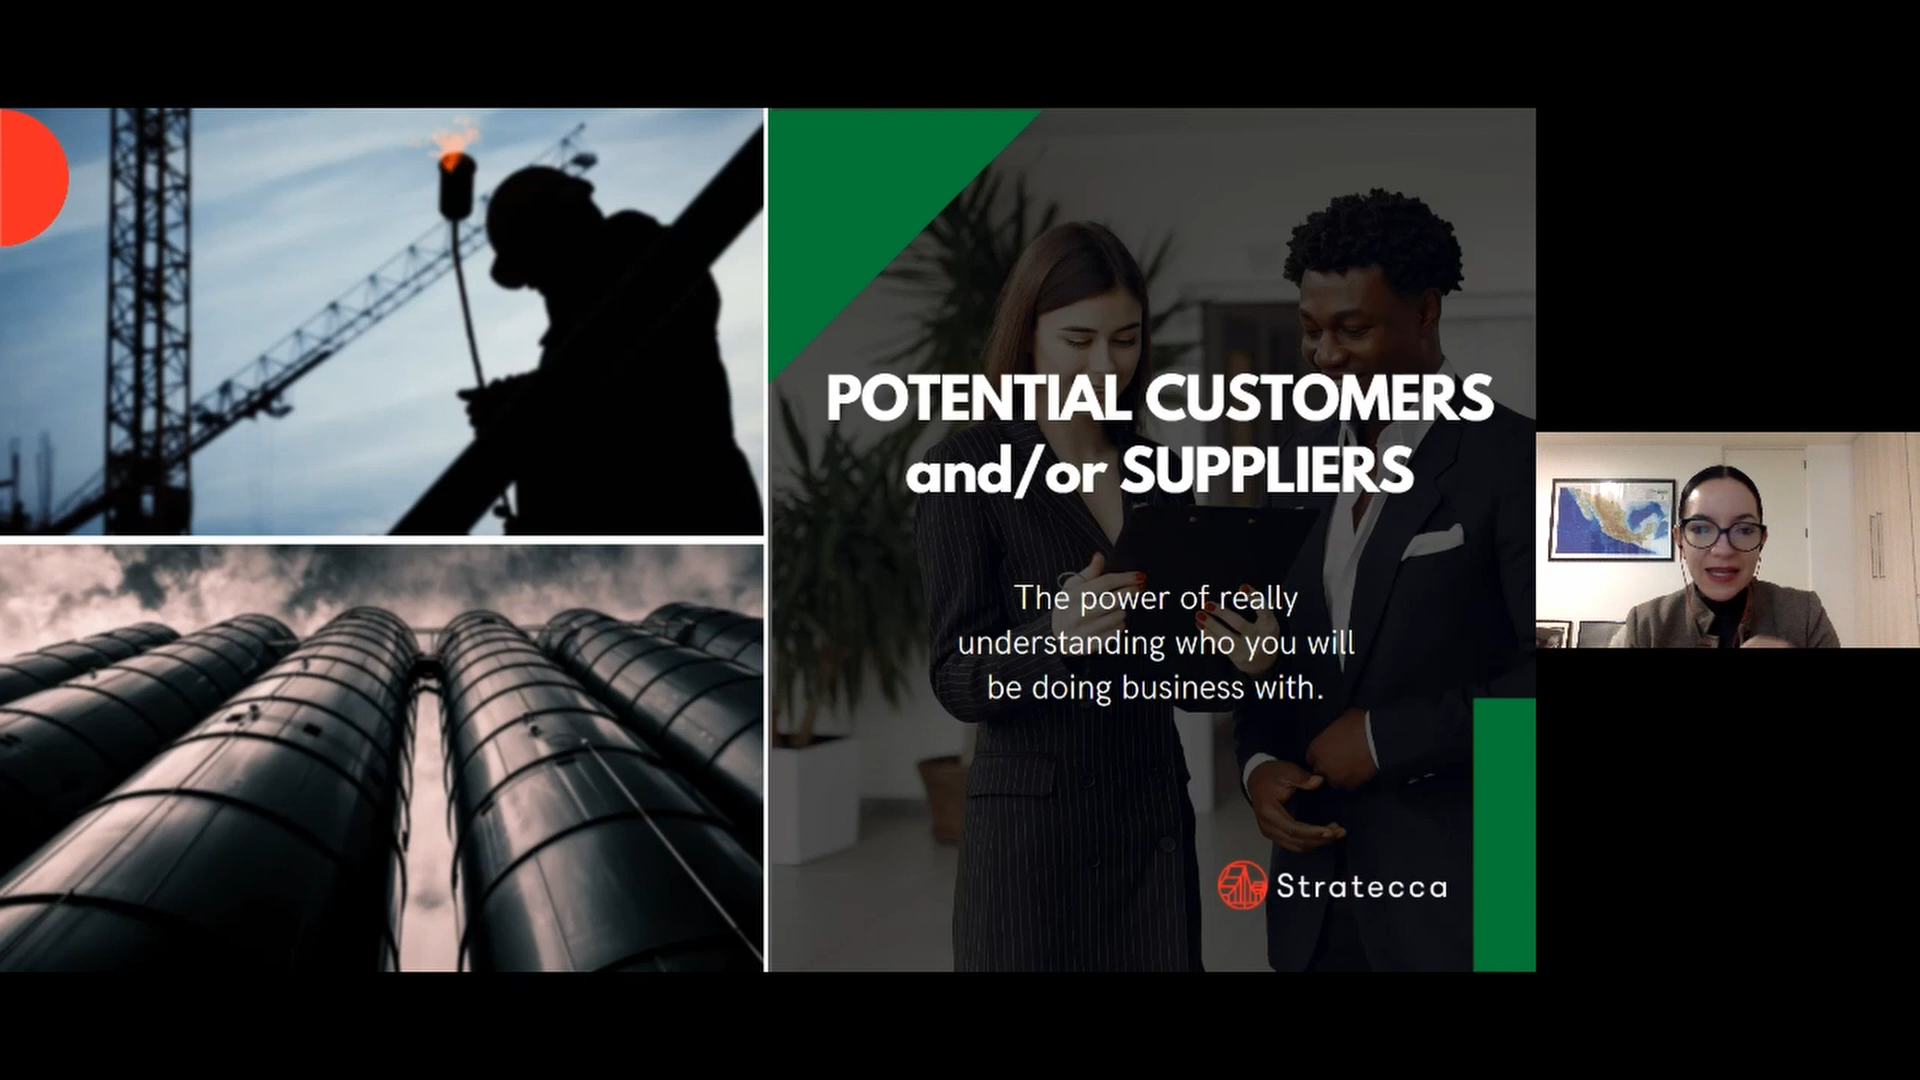 POTENTIAL CUSTOMERS
and/or SUPPLIERS
The power of really
understanding who you will
be doing business with.
Stratecca